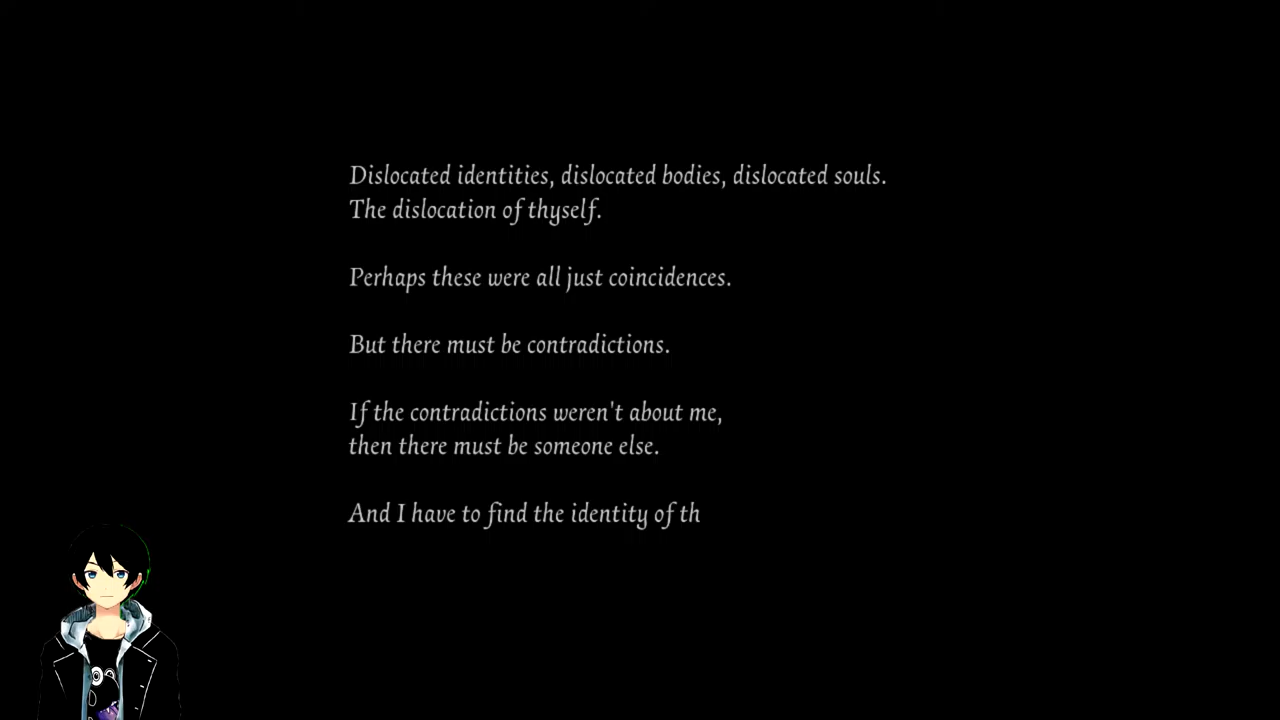 Dislocated identities, dislocated bodies, dislocated souls.
The dislocation of thyself.
Perhaps these were all just coincidences.
But there must be contradictions.
If the contradictions weren't about me,
then there must be someone else.
And I have to find the identity of th